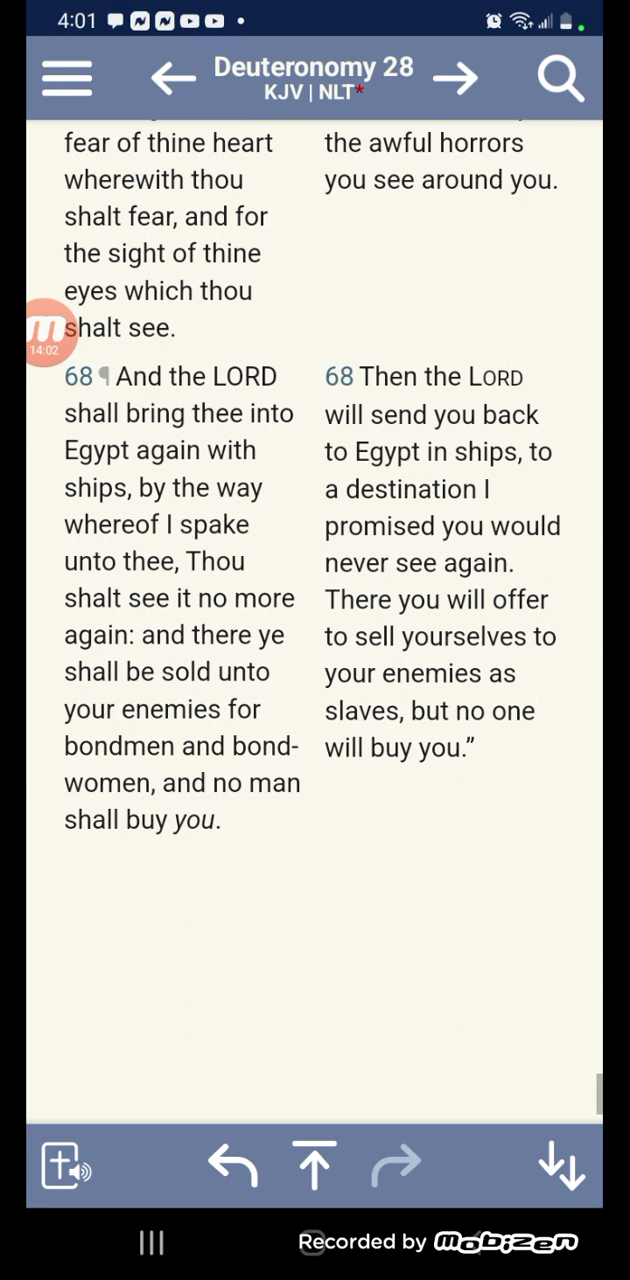 4:01
Deuteronomy 28
KJV | NLT*
fear of thine heart
wherewith thou
shalt fear, and for
the sight of thine
eyes which thou
shalt see.
68 ¶ And the LORD
shall bring thee into
Egypt again with
ships, by the way
whereof I spake
unto thee, Thou
shalt see it no more
again: and there ye
shall be sold unto
your enemies for
bondmen and bond-
women, and no man
shall buy you.
the awful horrors
you see around you.
68 Then the LORD
will send you back
to Egypt in ships, to
a destination I
promised you would
never see again.
There you will offer
to sell yourselves to
your enemies as
slaves, but no one
will buy you.”
m
14:02
Recorded by mobizen